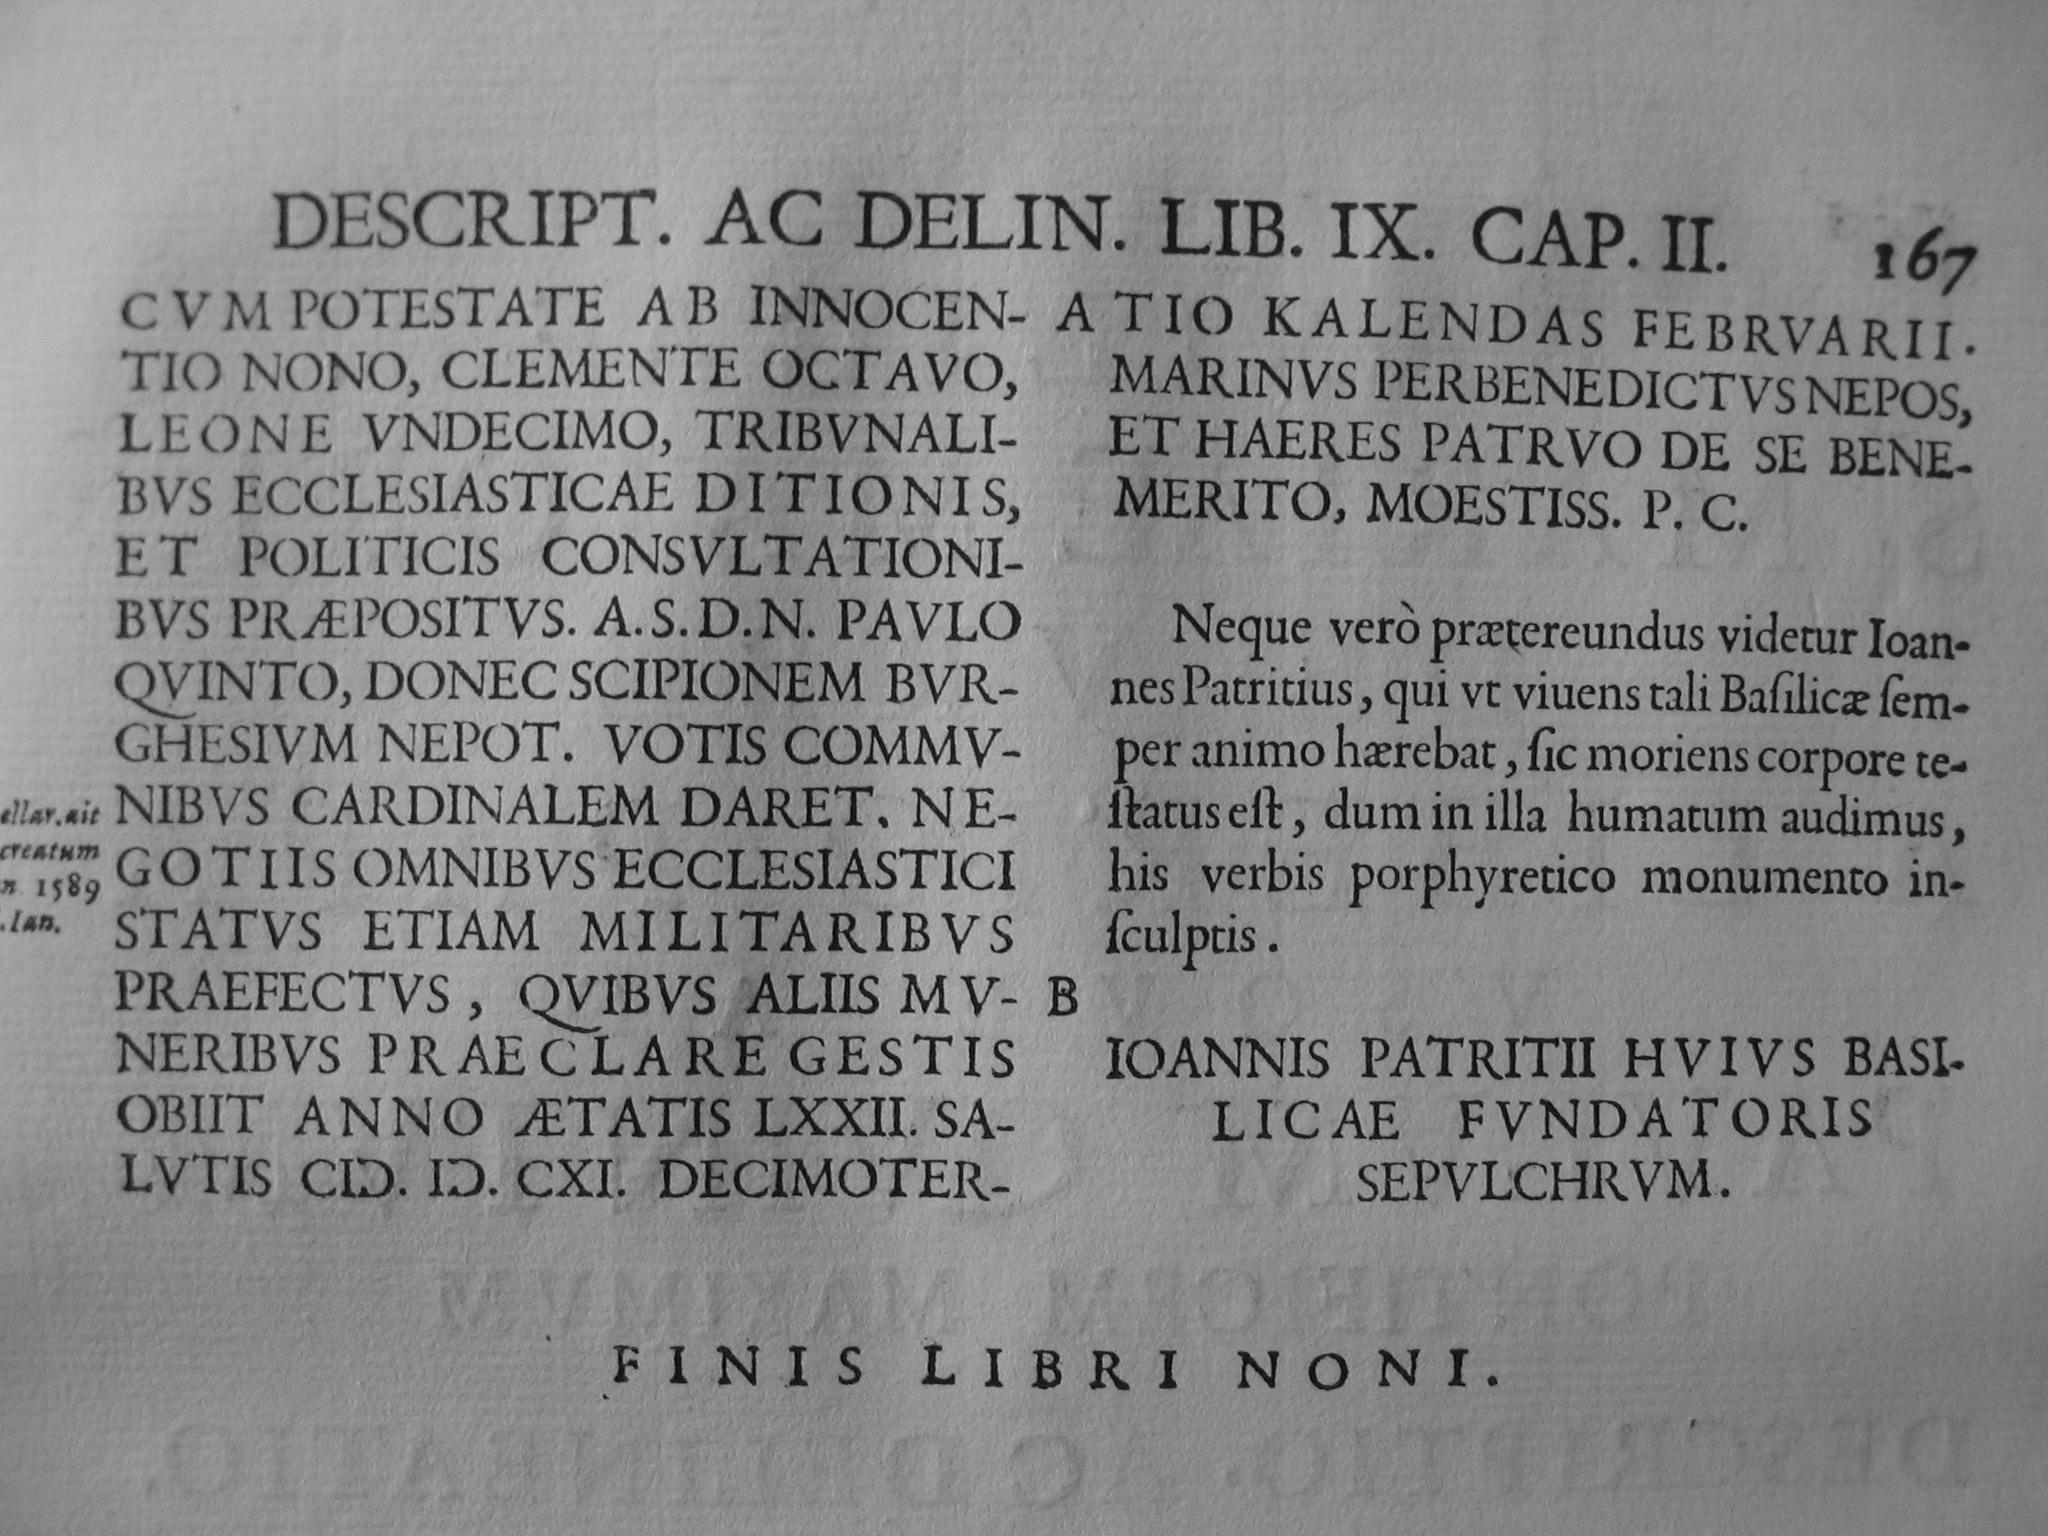 DESCRIPT. AC DELIN. LIB. IX. CAP. II. 167
CVM POTESTATE AB INNOCEN-
TIO NONO, CLEMENTE OCTAVO,
LEONE VNDECIMO, TRIBVNALI-
BVS ECCLESIASTICAE DITIONIS,
ET POLITICIS CONSVLTATIONI-
BVS PRÆPOSITVS. A.S.D.N. PAVLO
QVINTO, DONEC SCIPIONEM BVR-
GHESIVM NEPOT. VOTIS COMMV-
NIBVS CARDINALEM DARET. NE-
GOTIIS OMNIBVS ECCLESIASTICI
STATVS ETIAM MILITARIBVS
PRAEFECTVS, QVIBVS ALIIS MV-
NERIBVS PRAECLARE GESTIS
OBIIT ANNO ÆTATIS LXXII. SA-
LVTIS CIƆ. IƆ. CXI. DECIMOTER-
ellar. ait
creatum
n 1589
.Ian.
A
B
TIO KALENDAS FEBRVARII.
MARINVS PERBENEDICTVS NEPOS,
ET HAERES PATRVO DE SE BENE-
MERITO, MOESTISS. P. C.
Neque verò prætereundus videtur Ioan-
nes Patritius, qui vt viuens tali Baſilicæ ſem-
per animo hærebat, ſic moriens corpore te-
ſtatus eſt, dum in illa humatum audimus,
his verbis porphyretico monumento in-
ſculptis.
IOANNIS PATRITII HVIVS BASI-
LICAE FVNDATORIS
SEPVLCHRVM.
FINIS LIBRI NONI.